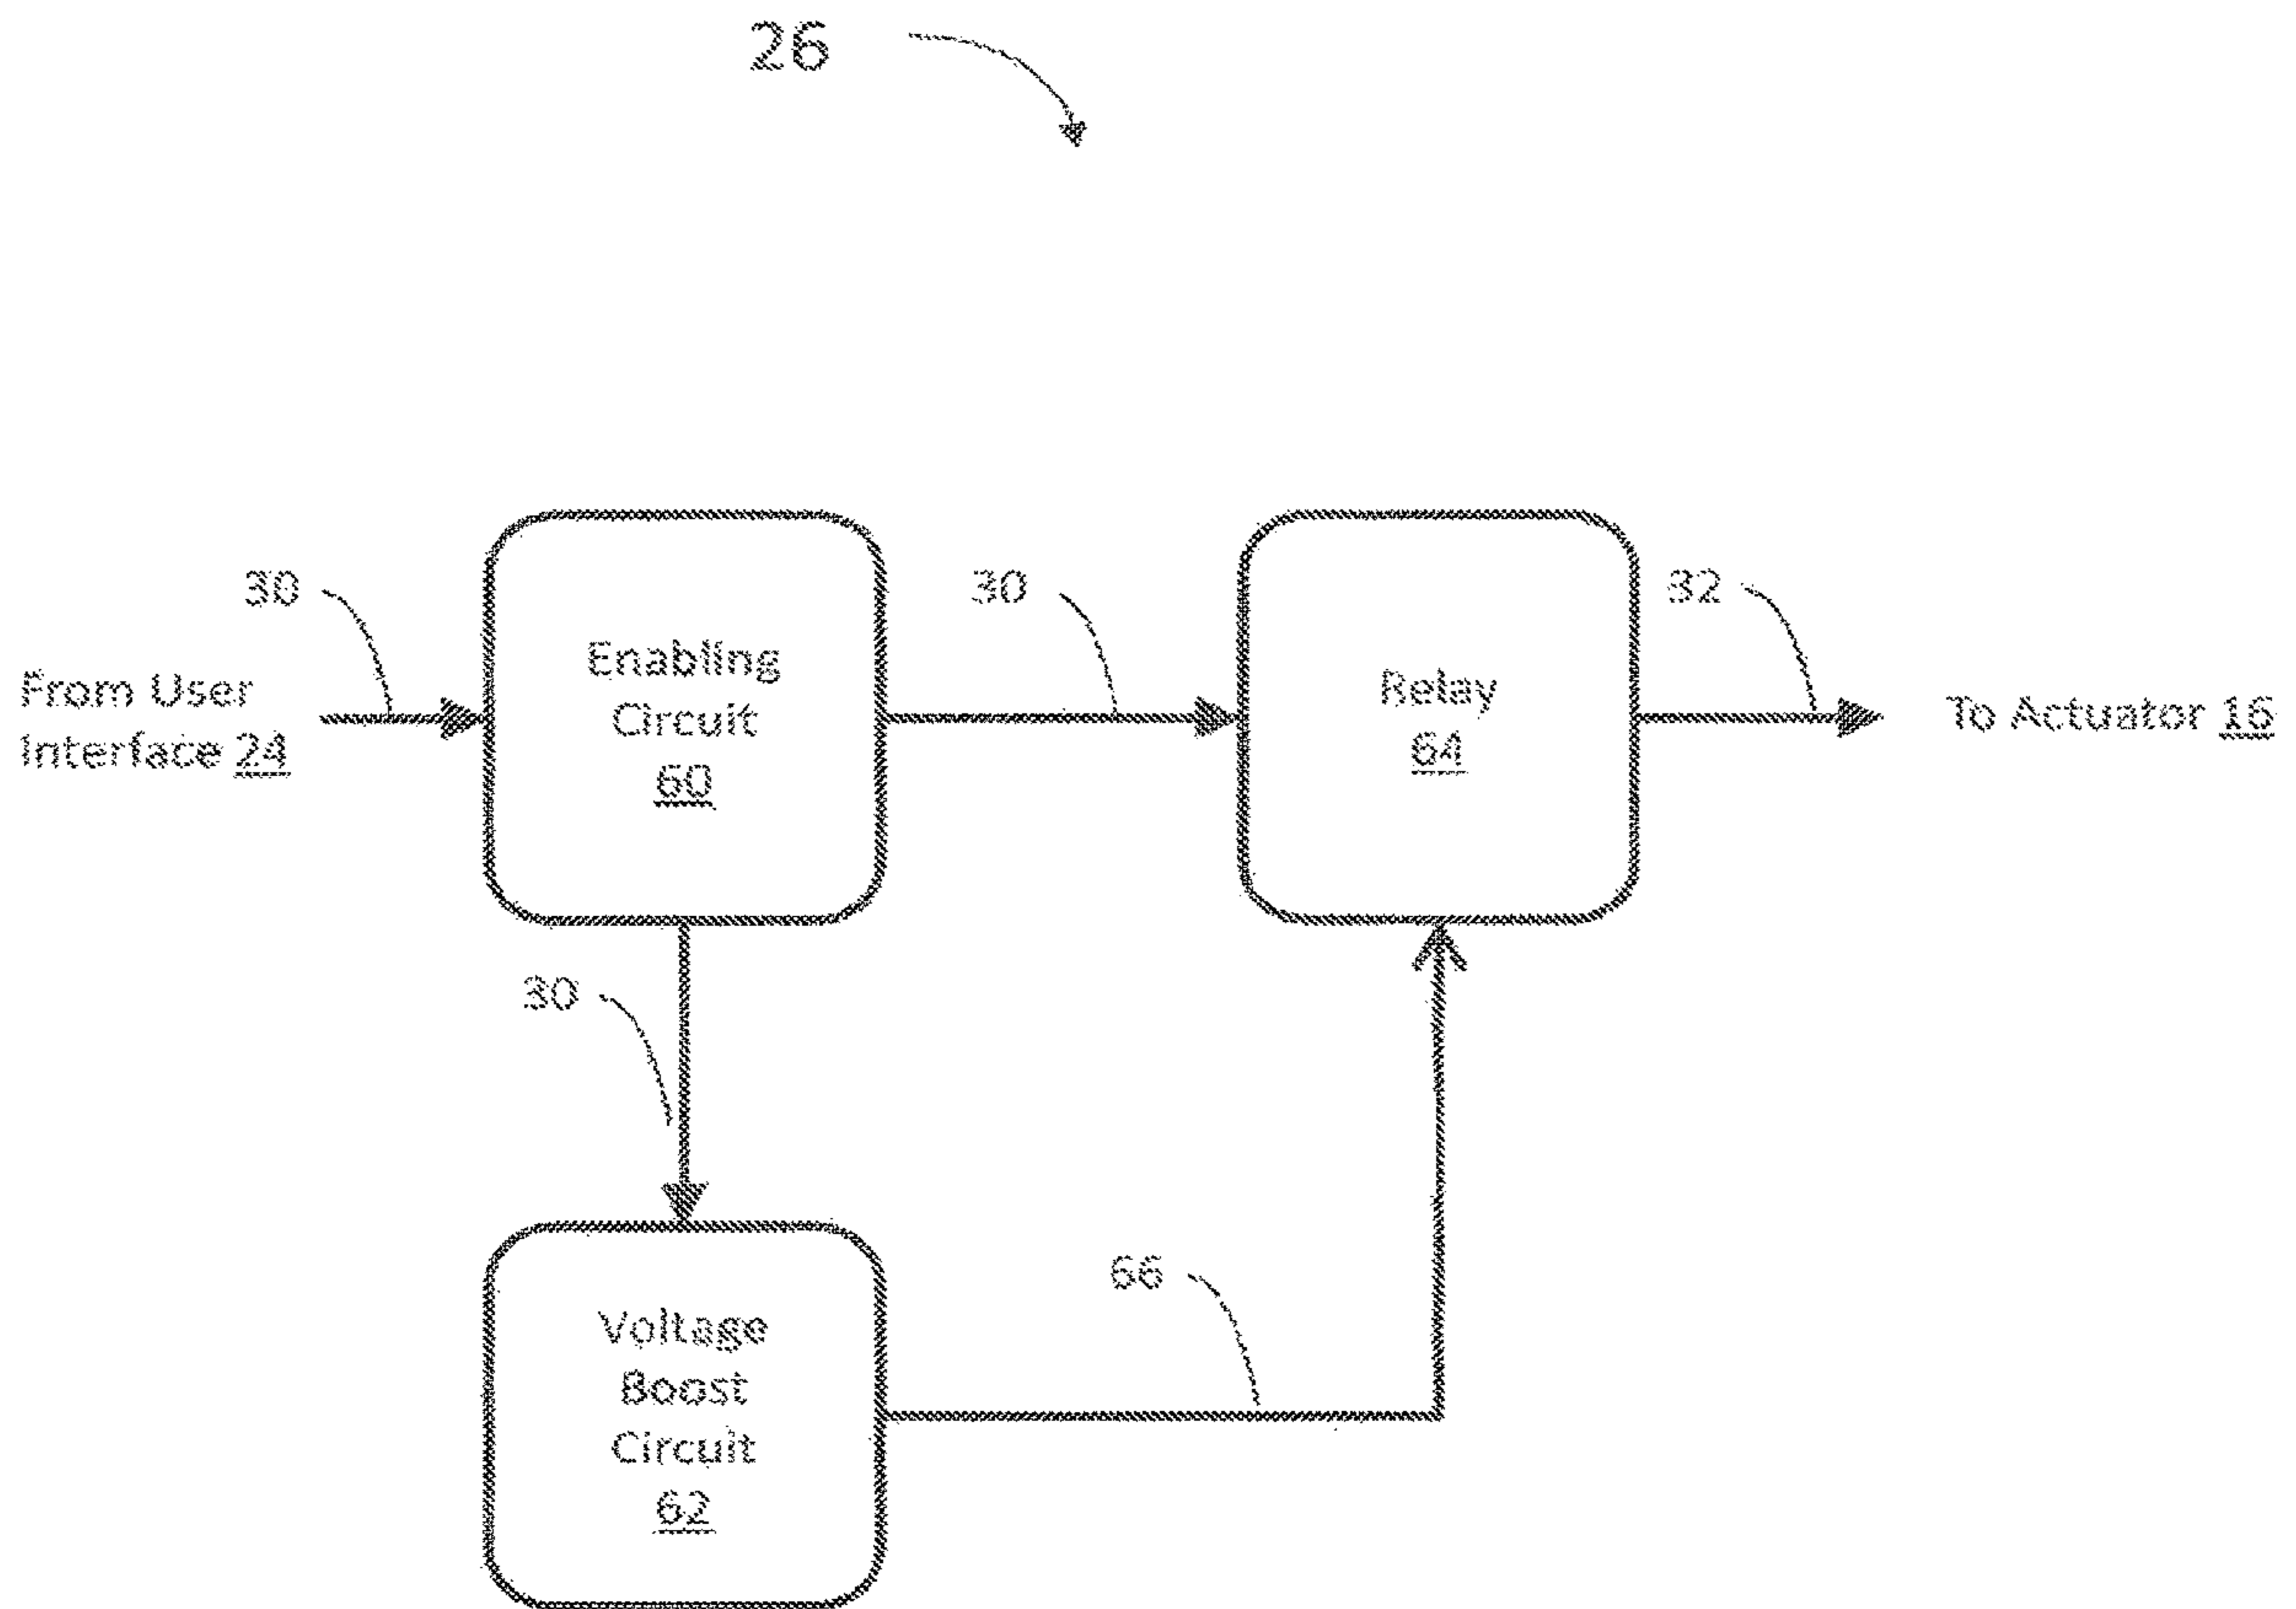 26
30
30
32
From User
Interface 24
Enabling
Circuit
60
Relay
64
To Actuator 16
30
66
Voltage
Boost
Circuit
62